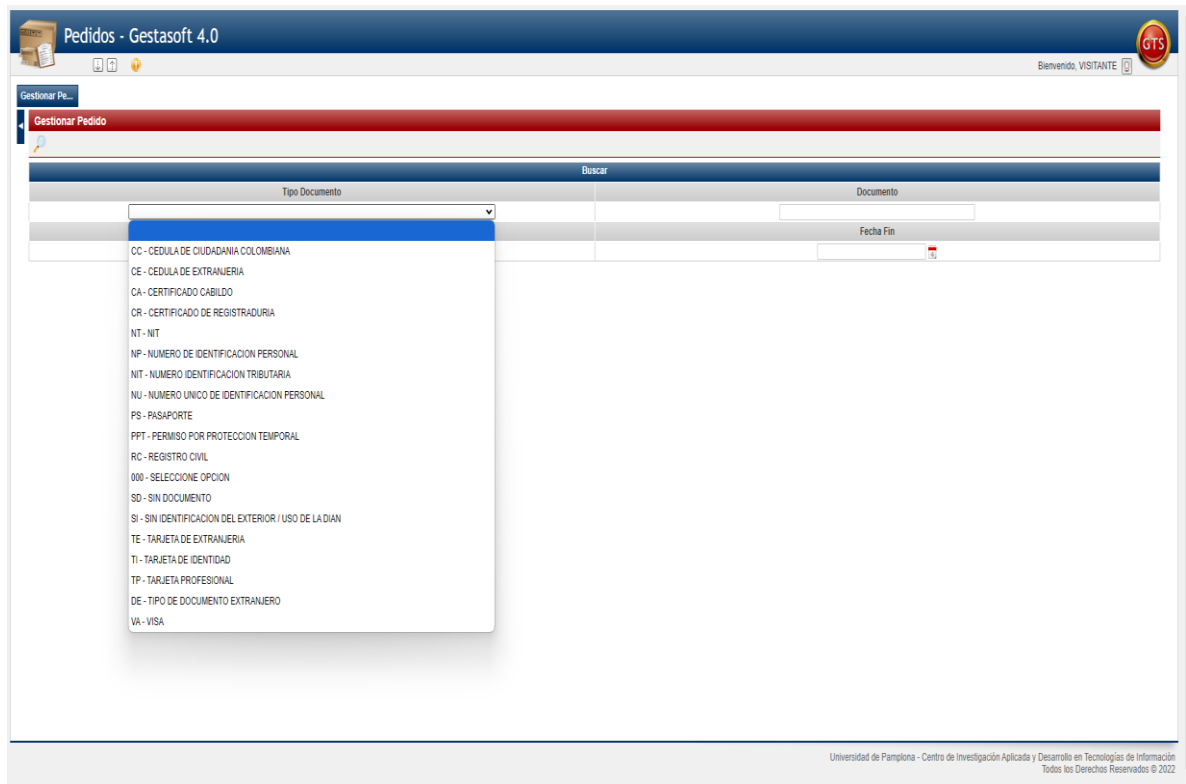 Pedidos - Gestasoft 4.0
GTS
Bienvenido, VISITANTE
Gestionar Pe...
Gestionar Pedido
Buscar
Tipo Documento Documento
Fecha Fin
CC - CEDULA DE CIUDADANIA COLOMBIANA
CE - CEDULA DE EXTRANJERIA
CA - CERTIFICADO CABILDO
CR - CERTIFICADO DE REGISTRADURIA
NT - NIT
NP - NUMERO DE IDENTIFICACION PERSONAL
NIT - NUMERO IDENTIFICACION TRIBUTARIA
NU - NUMERO UNICO DE IDENTIFICACION PERSONAL
PS - PASAPORTE
PPT - PERMISO POR PROTECCION TEMPORAL
RC - REGISTRO CIVIL
000 - SELECCIONE OPCION
SD - SIN DOCUMENTO
SI - SIN IDENTIFICACION DEL EXTERIOR / USO DE LA DIAN
TE - TARJETA DE EXTRANJERIA
TI - TARJETA DE IDENTIDAD
TP - TARJETA PROFESIONAL
DE - TIPO DE DOCUMENTO EXTRANJERO
VA - VISA
Universidad de Pamplona - Centro de Investigación Aplicada y Desarrollo en Tecnologías de Información
Todos los Derechos Reservados © 2022